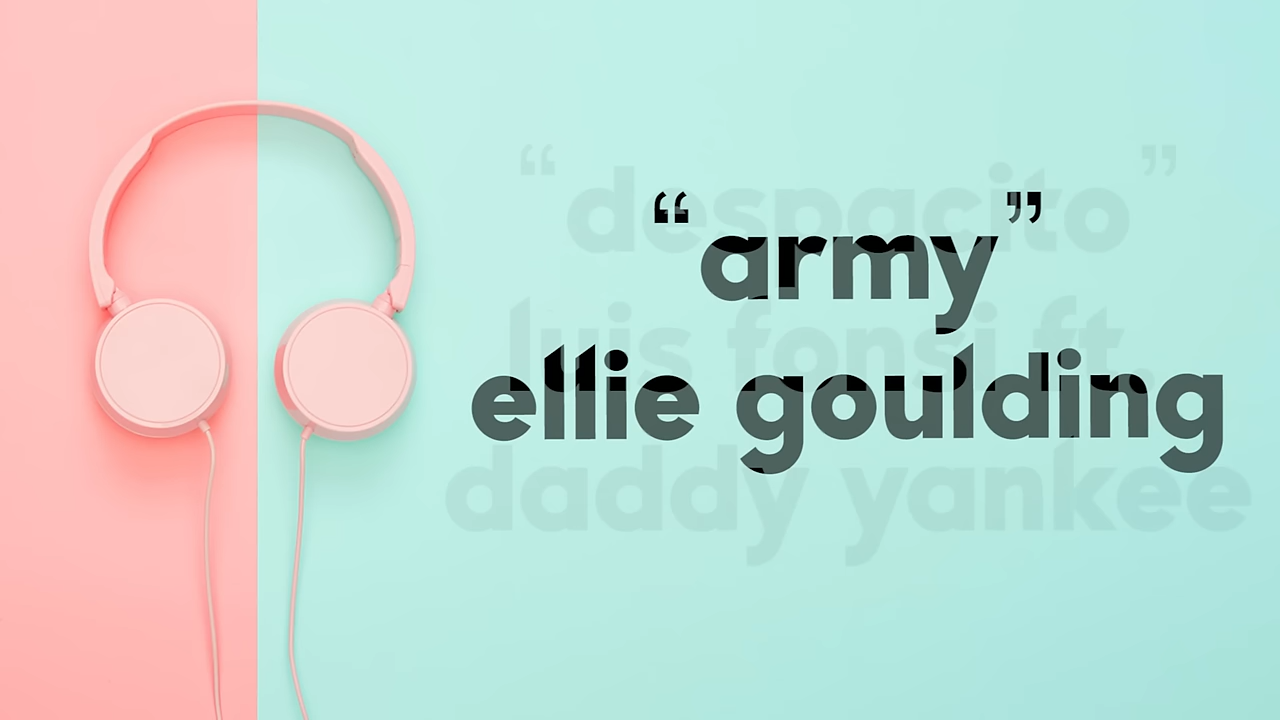 “despacito”
“army”
luis fonsi ft.
ellie goulding
daddy yankee